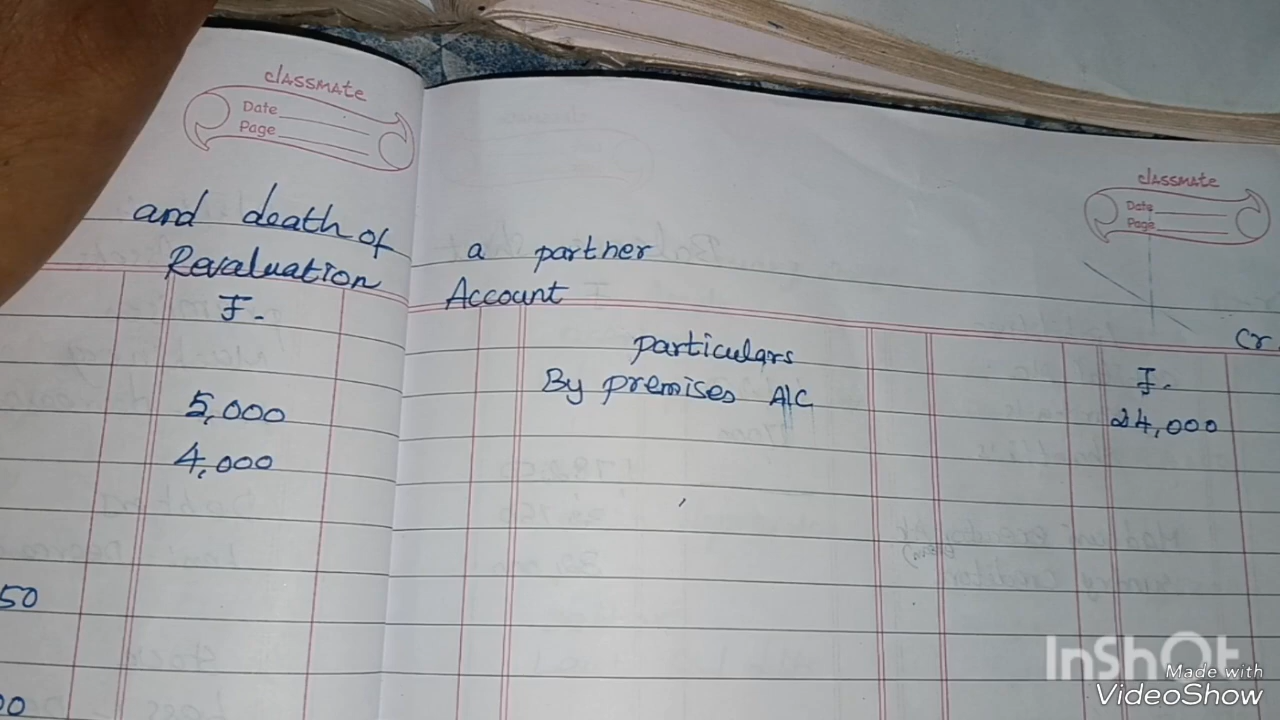 classmate
Date
Page
classmate
Date
Page
and death of a partner
Revaluation Account
Cr.
₹. Particulars ₹.
5,000 By premises A/C 24,000
4,000
50
00
InShOt
Made with
VideoShow